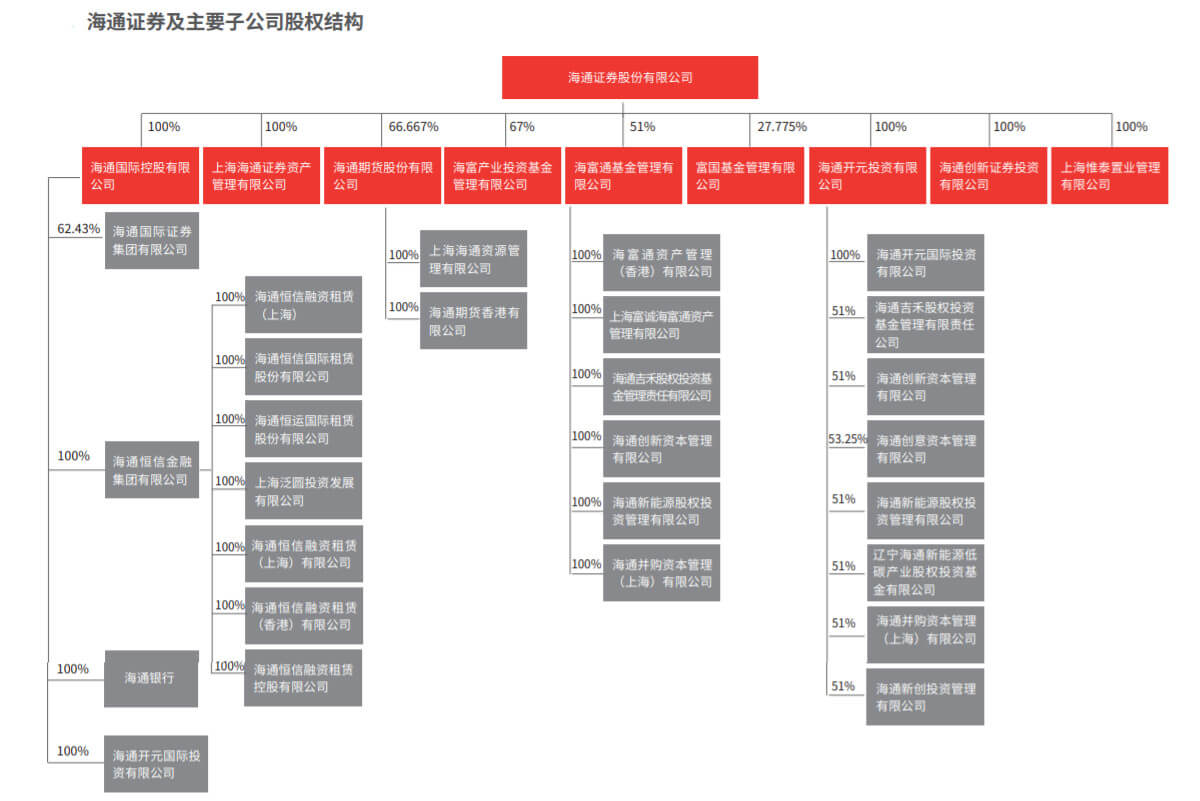 海通证券及主要子公司股权结构
海通证券股份有限公司
100%
100%
66.667%
67%
51%
27.775%
100%
100%
100%
海通国际控股有限
公司
上海海通证券资产
管理有限公司
海通期货股份有限
公司
海富产业投资基金
管理有限公司
海富通基金管理有
限公司
富国基金管理有限
公司
海通开元投资有限
公司
海通创新证券投资
有限公司
上海惟泰置业管理
有限公司
62.43%
海通国际证券
集团有限公司
100%
海通恒信金融
集团有限公司
100%
海通银行
100%
海通开元国际投
资有限公司
100%
海通恒信融资租赁
（上海）
100%
海通恒信国际租赁
股份有限公司
100%
海通恒运国际租赁
股份有限公司
100%
上海泛圆投资发展
有限公司
100%
海通恒信融资租赁
（上海）有限公司
100%
海通恒信融资租赁
（香港）有限公司
100%
海通恒信融资租赁
控股有限公司
100%
上海海通资源管
理有限公司
100%
海通期货香港有
限公司
100%
海富通资产管理
（香港）有限公司
100%
上海富诚海富通资产
管理有限公司
100%
海通吉禾股权投资基
金管理责任有限公司
100%
海通创新资本管理
有限公司
100%
海通新能源股权投
资管理有限公司
100%
海通并购资本管理
（上海）有限公司
100%
海通开元国际投资
有限公司
51%
海通吉禾股权投资
基金管理有限责任
公司
51%
海通创新资本管理
有限公司
53.25%
海通创意资本管理
有限公司
51%
海通新能源股权投
资管理有限公司
51%
辽宁海通新能源低
碳产业股权投资基
金有限公司
51%
海通并购资本管理
（上海）有限公司
51%
海通新创投资管理
有限公司